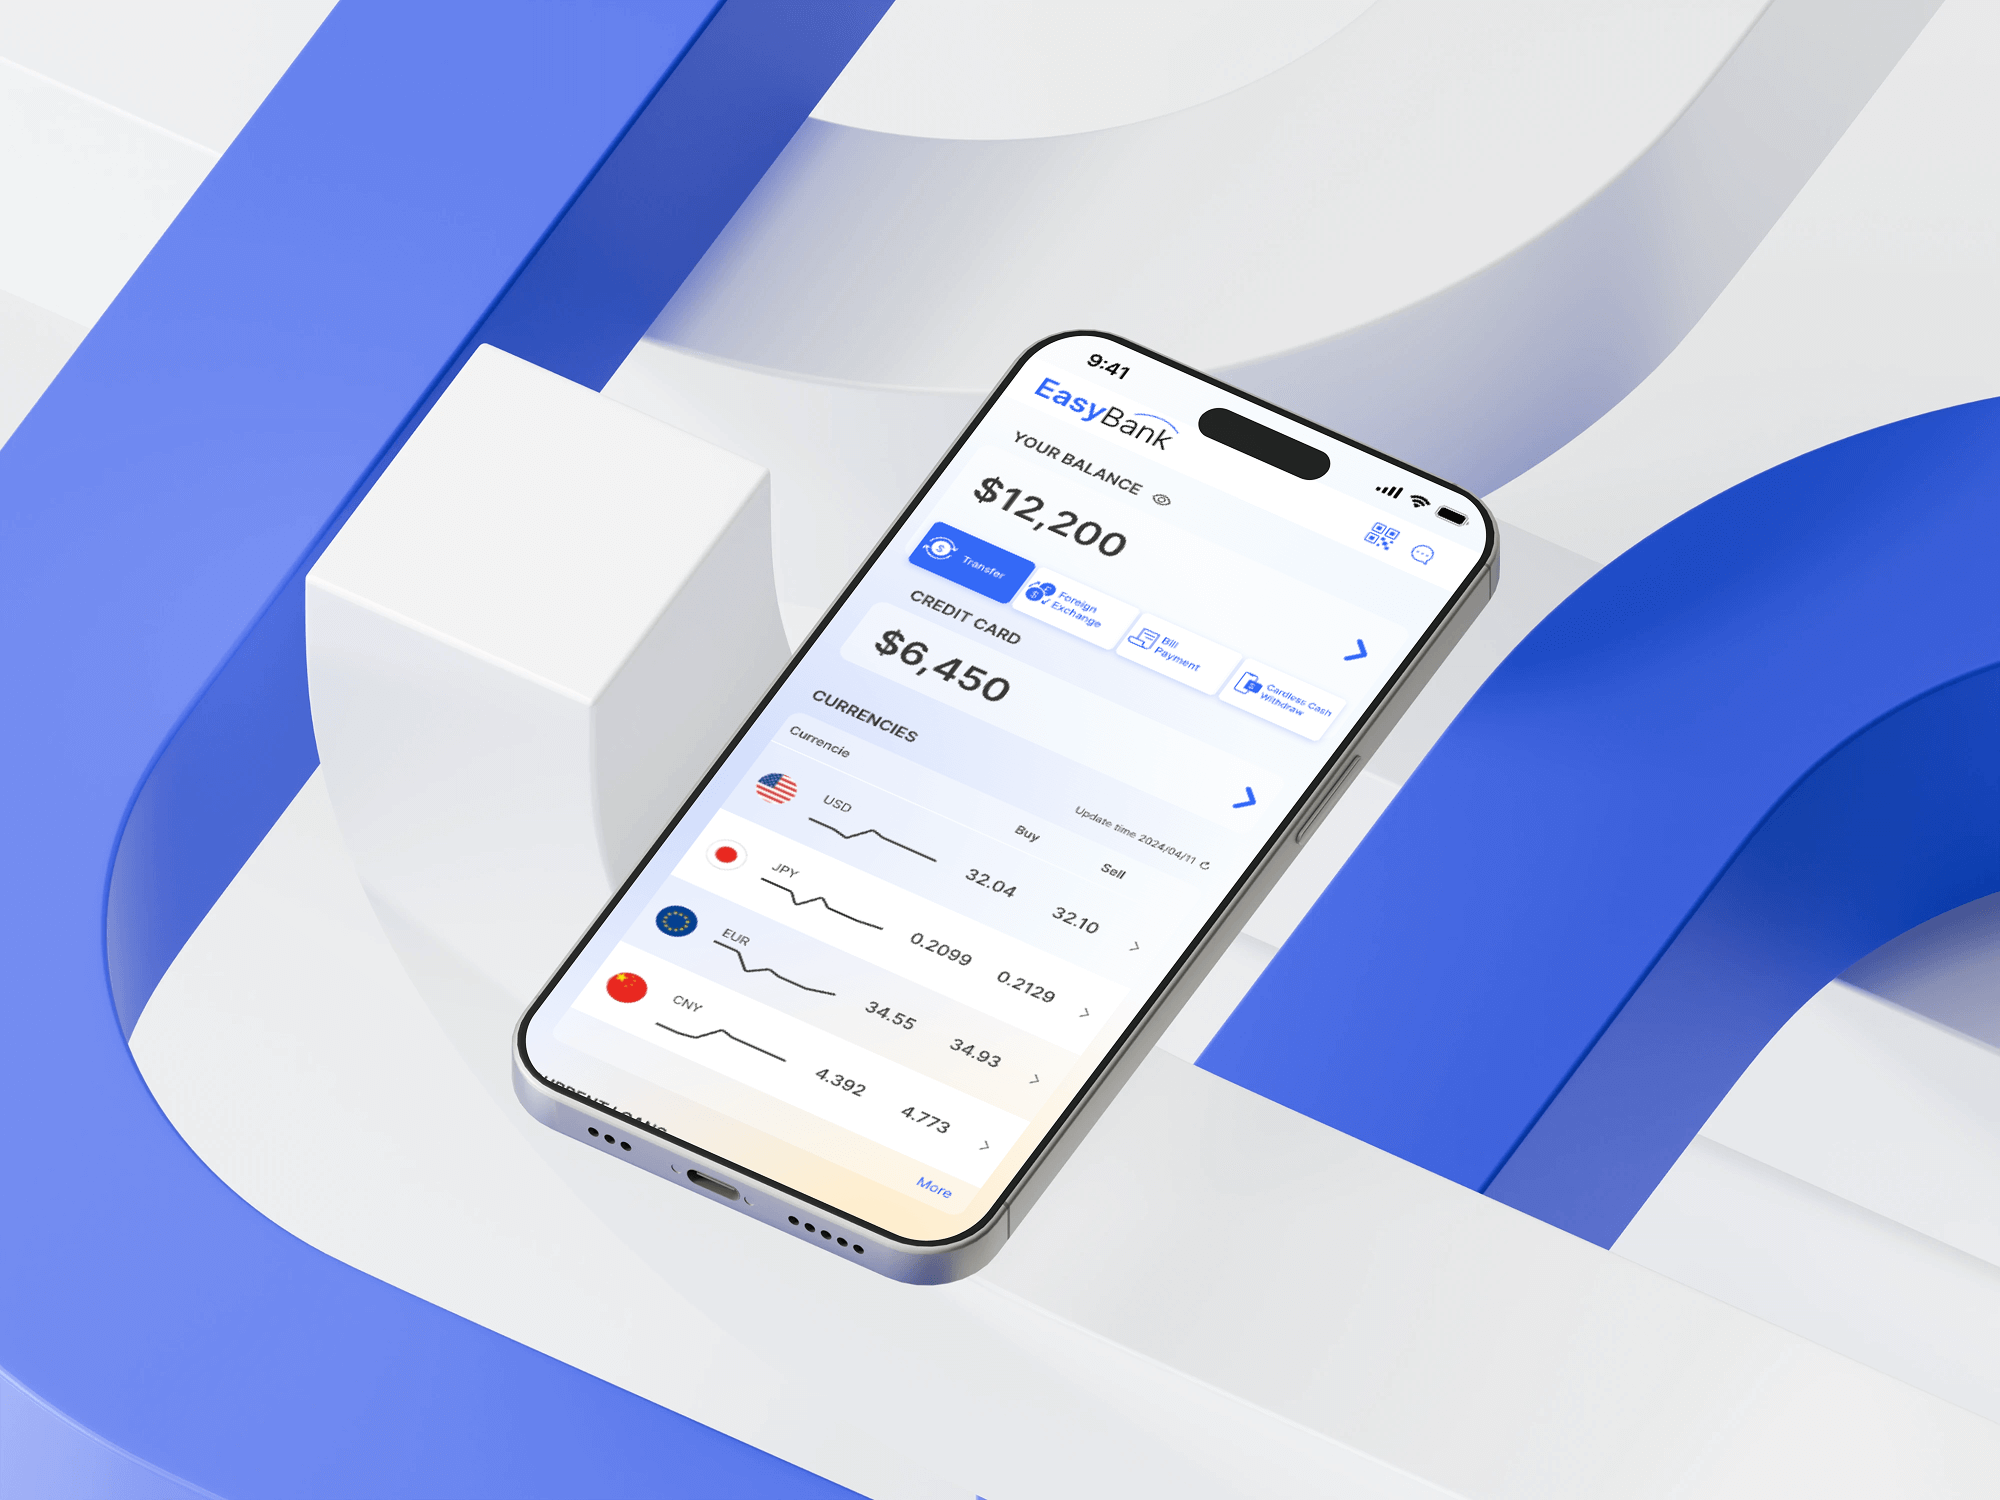 9:41
EasyBank
YOUR BALANCE
$12,200
Transfer
Foreign
Exchange
Bill
Payment
Cardless Cash
Withdraw
CREDIT CARD
$6,450
CURRENCIES
Update time 2024/04/11
Currencie Buy Sell
USD 32.04 32.10
JPY 0.2099 0.2129
EUR 34.55 34.93
CNY 4.392 4.773
More